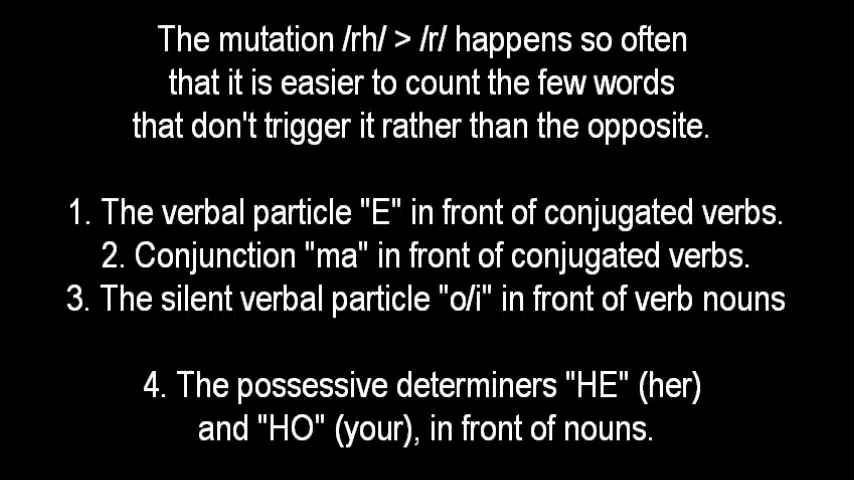 The mutation /rh/ > /r/ happens so often
that it is easier to count the few words
that don't trigger it rather than the opposite.
1. The verbal particle "E" in front of conjugated verbs.
2. Conjunction "ma" in front of conjugated verbs.
3. The silent verbal particle "o/i" in front of verb nouns
4. The possessive determiners "HE" (her)
and "HO" (your), in front of nouns.